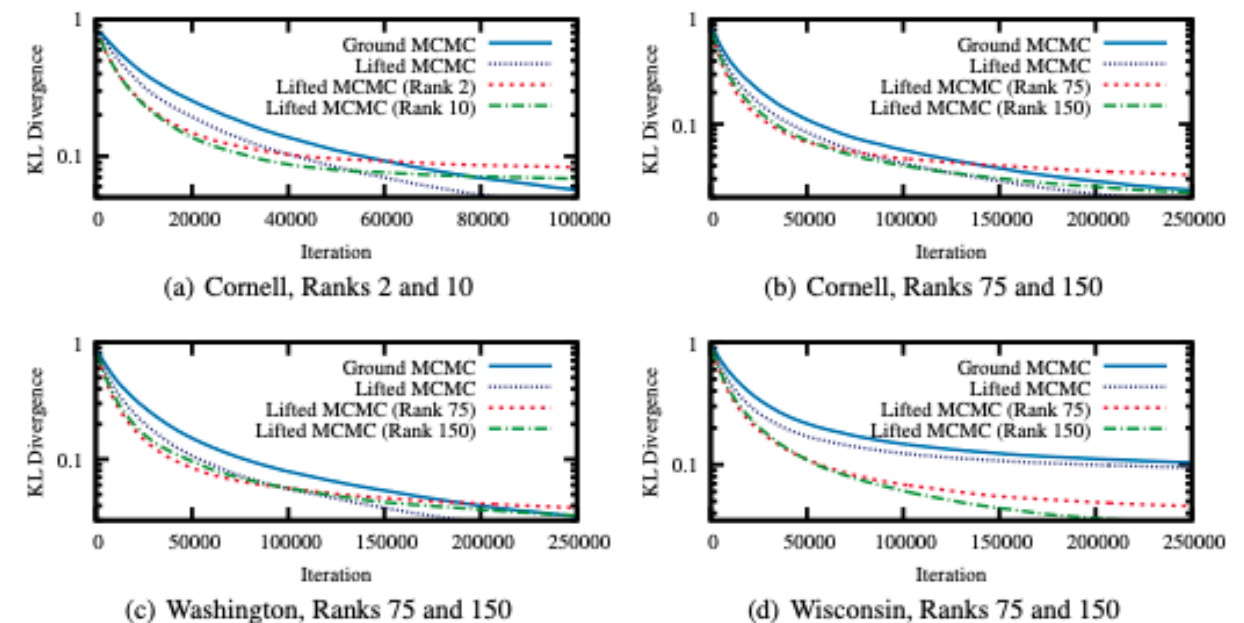 1
Ground MCMC
Lifted MCMC
Lifted MCMC (Rank 2)
Lifted MCMC (Rank 10)
KL Divergence
0.1
0 20000 40000 60000 80000 100000
Iteration
(a) Cornell, Ranks 2 and 10
1
Ground MCMC
Lifted MCMC
Lifted MCMC (Rank 75)
Lifted MCMC (Rank 150)
KL Divergence
0.1
0 50000 100000 150000 200000 250000
Iteration
(b) Cornell, Ranks 75 and 150
1
Ground MCMC
Lifted MCMC
Lifted MCMC (Rank 75)
Lifted MCMC (Rank 150)
KL Divergence
0.1
0 50000 100000 150000 200000 250000
Iteration
(c) Washington, Ranks 75 and 150
1
Ground MCMC
Lifted MCMC
Lifted MCMC (Rank 75)
Lifted MCMC (Rank 150)
KL Divergence
0.1
0 50000 100000 150000 200000 250000
Iteration
(d) Wisconsin, Ranks 75 and 150